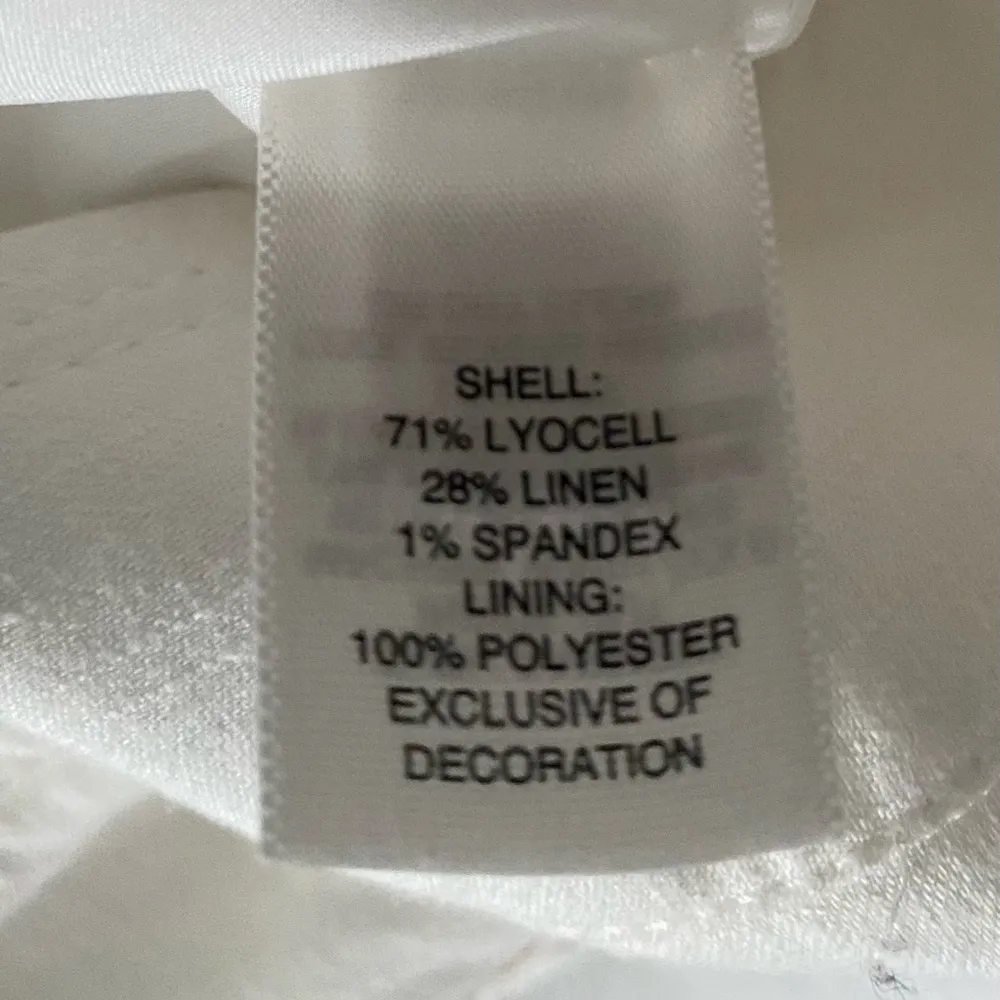 SHELL:
71% LYOCELL
28% LINEN
1% SPANDEX
LINING:
100% POLYESTER
EXCLUSIVE OF
DECORATION